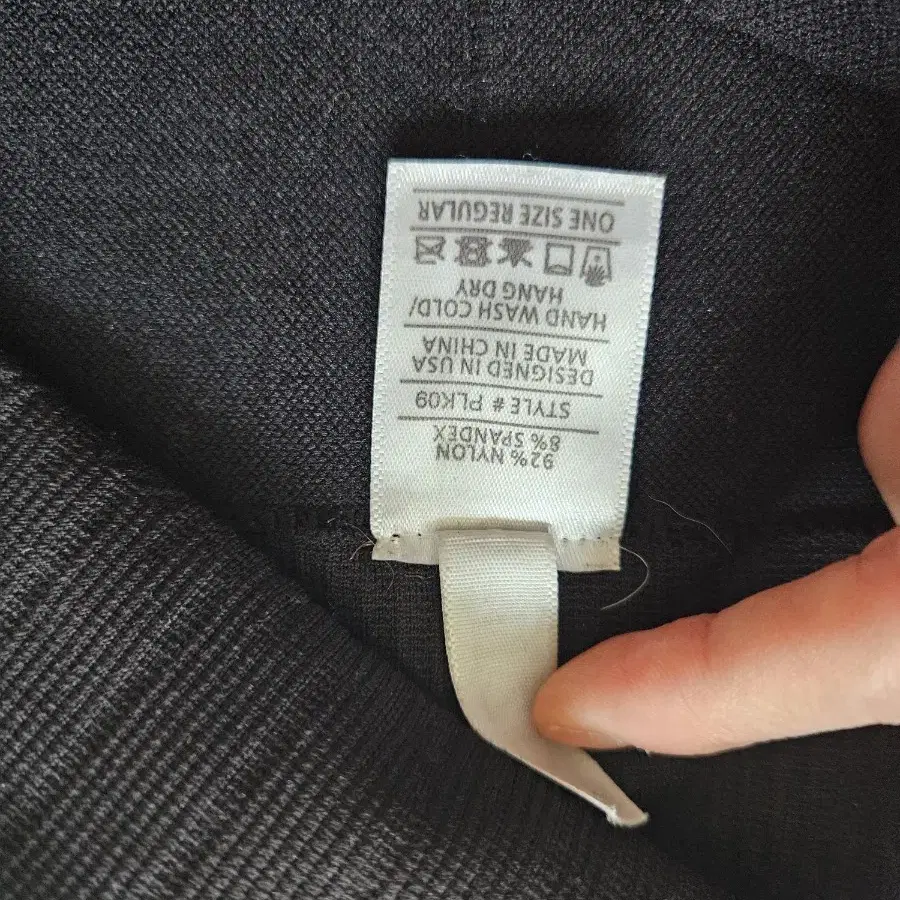 92% NYLON
8% SPANDEX
STYLE # PLK09
DESIGNED IN USA
MADE IN CHINA
HAND WASH COLD/
HANG DRY
ONE SIZE REGULAR